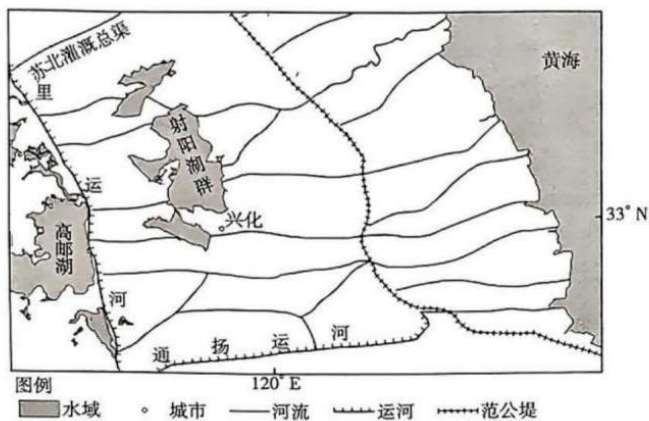 苏北灌溉总渠
黄海
里运河
射阳湖群
兴化
33°N
高邮湖
通扬运河
120°E
图例
水域 城市 河流 运河 范公堤